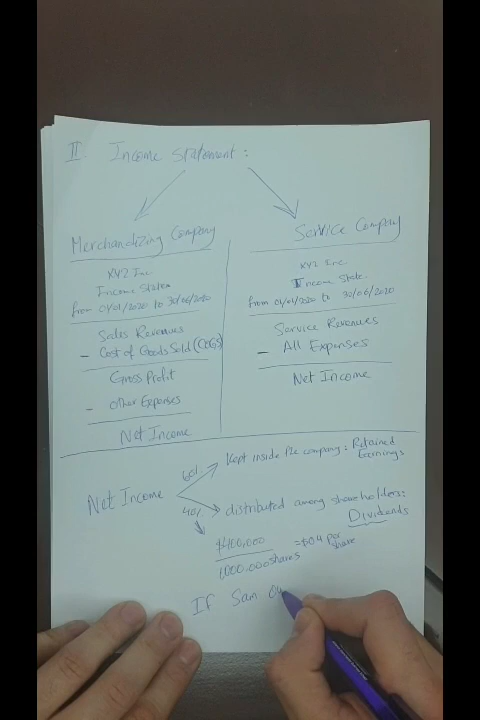 II. Income Statement:
Merchandizing Company
XYZ Inc.
Income Statem
from 01/01/2020 to 30/06/2020
Sales Revenues
- Cost of Goods Sold (COGS)
Gross Profit
- Other Expenses
Net Income
Service Company
XYZ Inc.
Income State.
from 01/01/2020 to 30/06/2020
Service Revenues
- All Expenses
Net Income
Net Income
60%
Kept inside the company: Retained
Earnings
40%
distributed among shareholders:
Dividends
$400,000
1,000,000 shares
= $0.4 per
share
If Sam